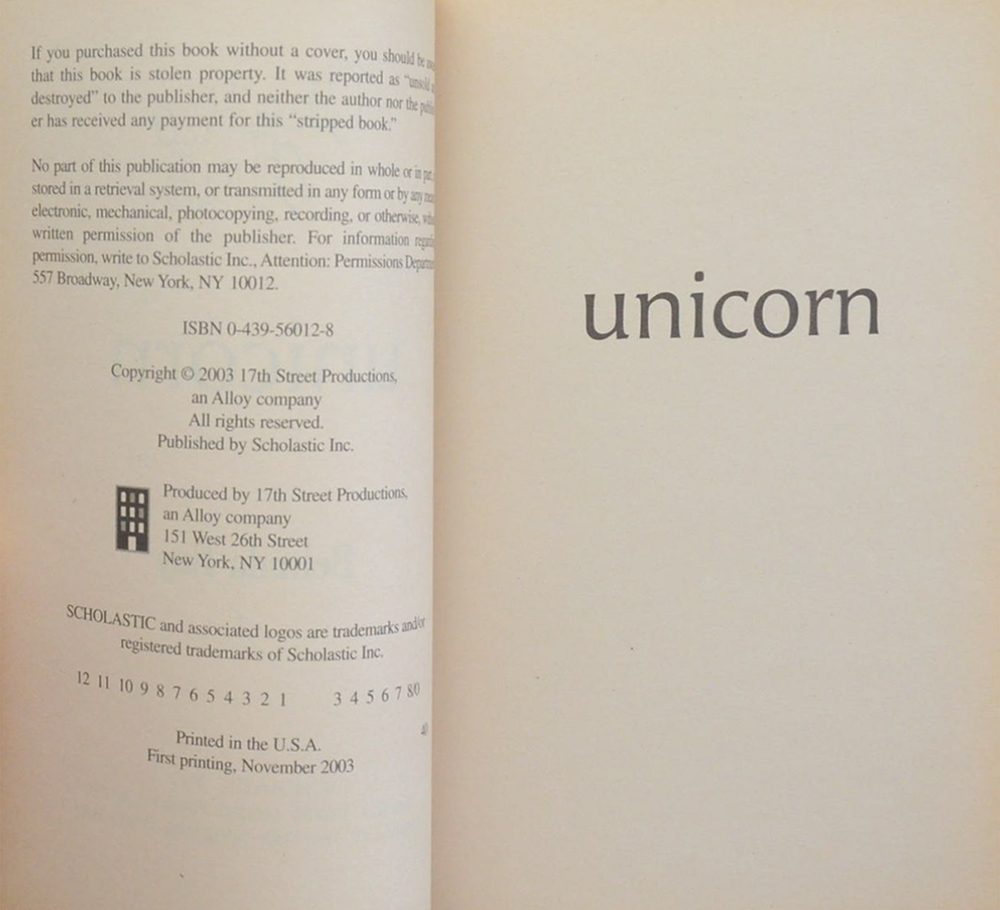 If you purchased this book without a cover, you should be
that this book is stolen property. It was reported as "unsold
destroyed" to the publisher, and neither the author nor the
er has received any payment for this "stripped book."
No part of this publication may be reproduced in whole or in
stored in a retrieval system, or transmitted in any form or by any
electronic, mechanical, photocopying, recording, or otherwise,
written permission of the publisher. For information
permission, write to Scholastic Inc., Attention: Permissions
557 Broadway, New York, NY 10012.
ISBN 0-439-56012-8
Copyright © 2003 17th Street Productions,
an Alloy company
All rights reserved.
Published by Scholastic Inc.
Produced by 17th Street Productions,
an Alloy company
151 West 26th Street
New York, NY 10001
SCHOLASTIC and associated logos are trademarks and/or
registered trademarks of Scholastic Inc.
12 11 10 9 8 7 6 5 4 3 2 1 3 4 5 6 7 8/0
40
Printed in the U.S.A.
First printing, November 2003
unicorn